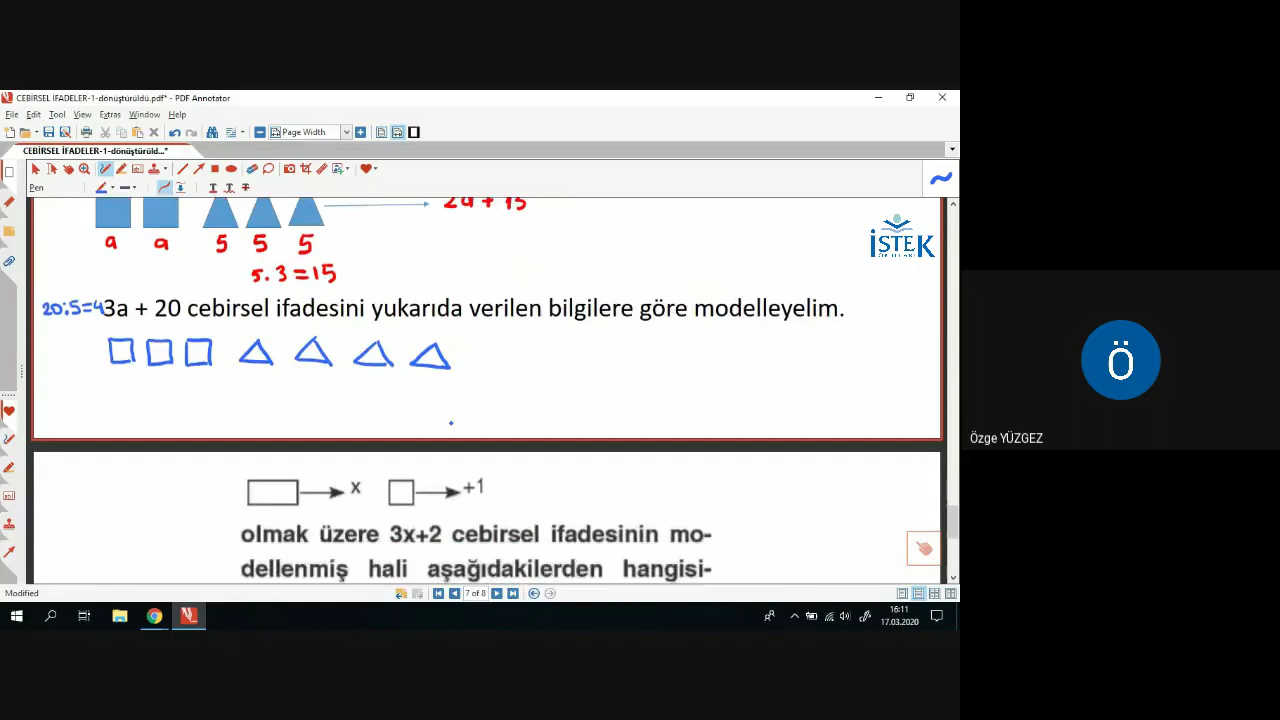 CEBİRSEL İFADELER-1-dönüştürüldü.pdf* - PDF Annotator
File Edit Tool View Extras Window Help
Page Width
CEBİRSEL İFADELER-1-dönüştürüld...*
Pen
2a + 15
a a 5 5 5
5. 3 = 15
İSTEK
20:5=4 3a + 20 cebirsel ifadesini yukarıda verilen bilgilere göre modelleyelim.
x +1
olmak üzere 3x+2 cebirsel ifadesinin mo-
dellenmiş hali aşağıdakilerden hangisi-
Modified
7 of 8
16:11
17.03.2020
Ö
Özge YÜZGEZ